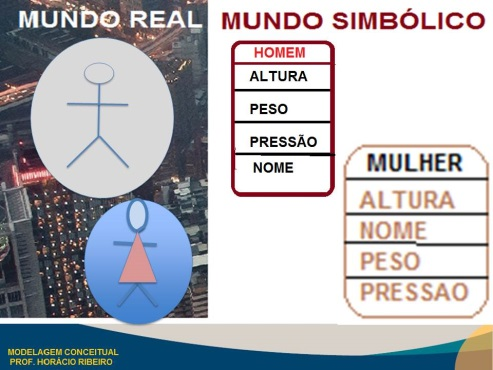 MUNDO REAL
MUNDO SIMBÓLICO
HOMEM
ALTURA
PESO
PRESSÃO
NOME
MULHER
ALTURA
NOME
PESO
PRESSAO
MODELAGEM CONCEITUAL
PROF. HORÁCIO RIBEIRO